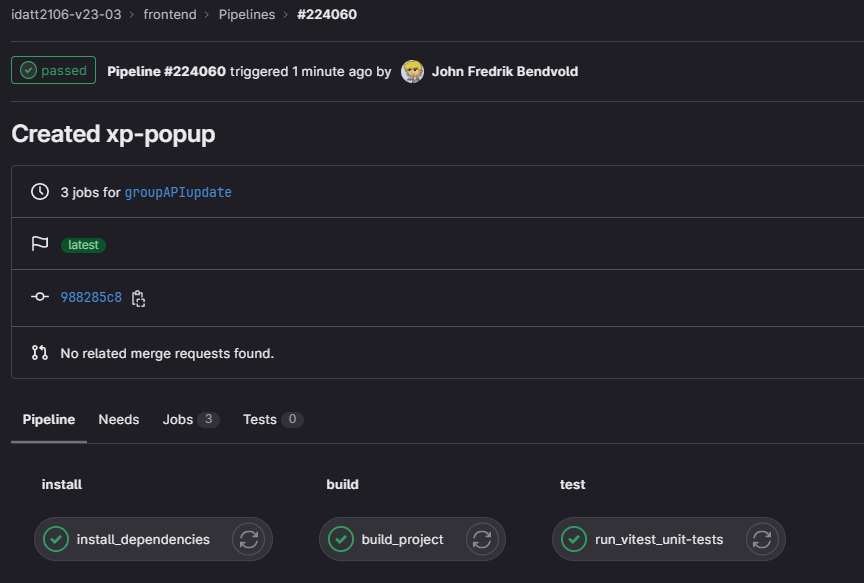 idatt2106-v23-03 › frontend › Pipelines › #224060
passed Pipeline #224060 triggered 1 minute ago by John Fredrik Bendvold
Created xp-popup
3 jobs for groupAPIupdate
latest
988285c8
No related merge requests found.
Pipeline Needs Jobs 3 Tests 0
install build test
install_dependencies build_project run_vitest_unit-tests